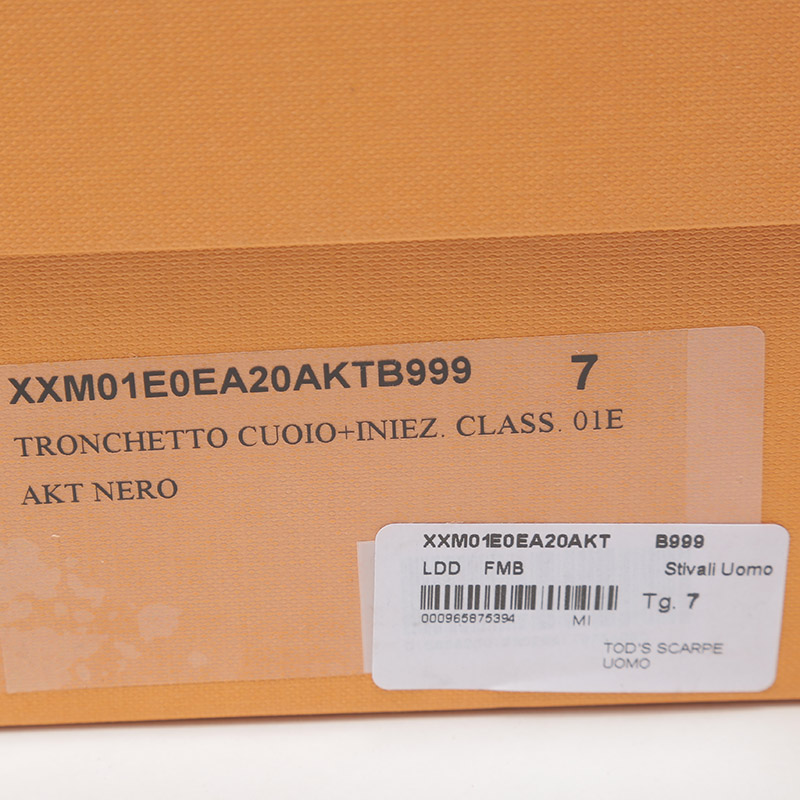 XXM01E0EA20AKTB999 7
TRONCHETTO CUOIO+INIEZ. CLASS. 01E
AKT NERO
XXM01E0EA20AKT B999
LDD FMB Stivali Uomo
Tg. 7
000965875394 MI
TOD'S SCARPE
UOMO